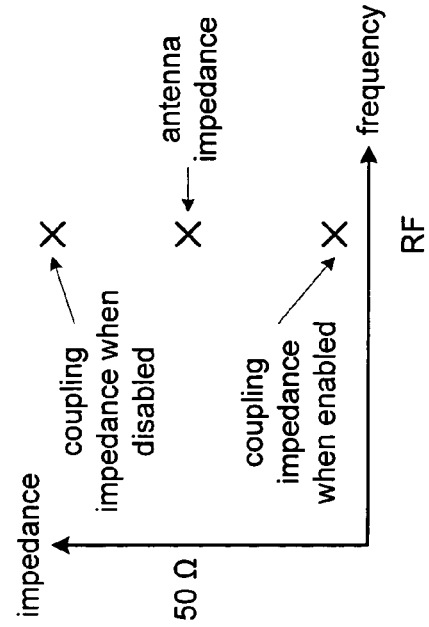 impedance
coupling
impedance when
disabled
antenna
impedance
50 Ω
coupling
impedance
when enabled
frequency
RF